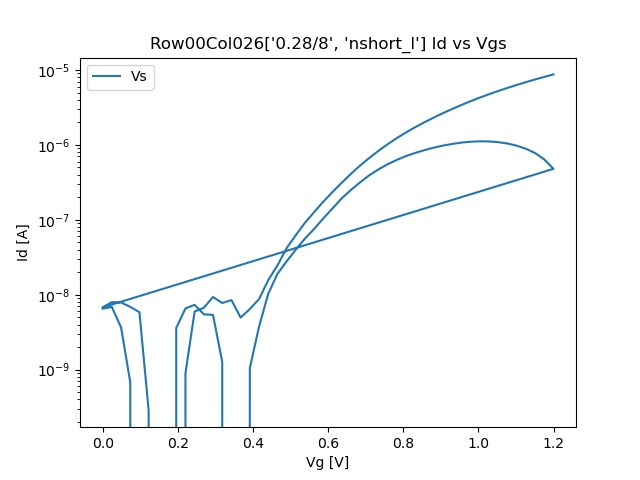 Row00Col026['0.28/8', 'nshort_l'] Id vs Vgs
Vs
Id [A]
10⁻⁵
10⁻⁶
10⁻⁷
10⁻⁸
10⁻⁹
0.0 0.2 0.4 0.6 0.8 1.0 1.2
Vg [V]